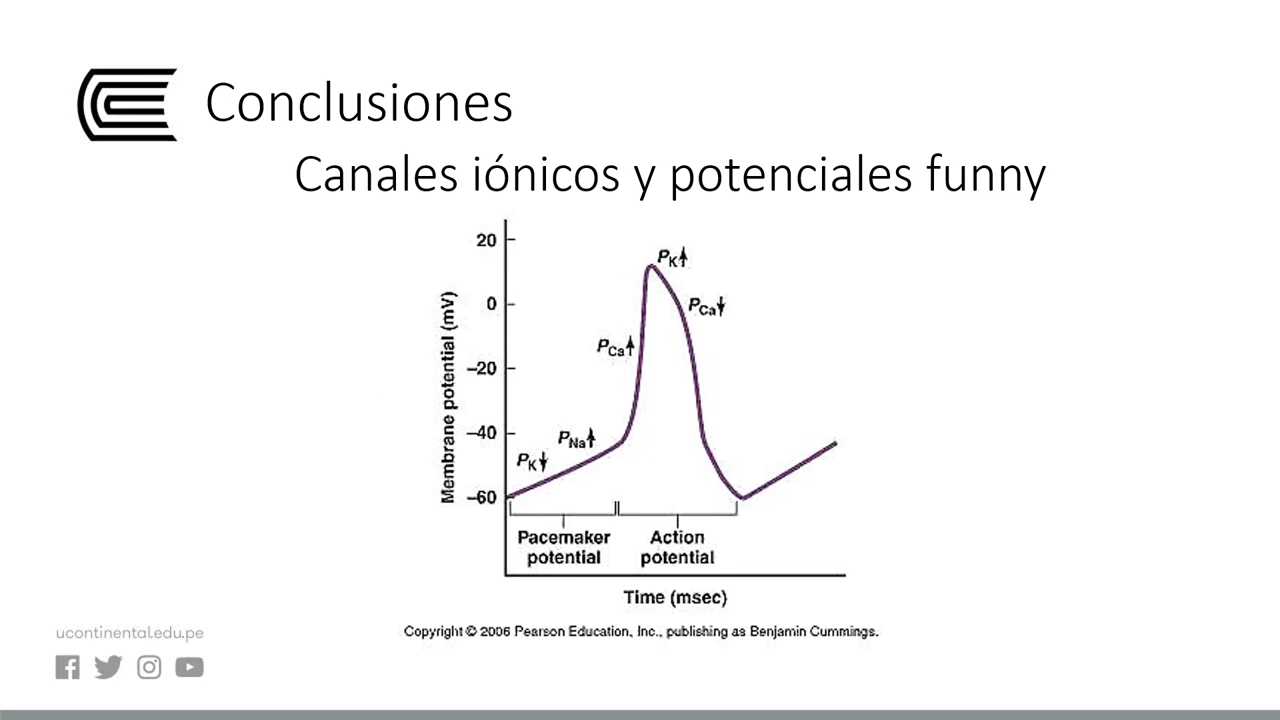 Conclusiones
Canales iónicos y potenciales funny
20
0
–20
–40
–60
Membrane potential (mV)
PK↓
PNa↑
PCa↑
PK↑
PCa↓
Pacemaker
potential
Action
potential
Time (msec)
Copyright © 2006 Pearson Education, Inc., publishing as Benjamin Cummings.
ucontinental.edu.pe